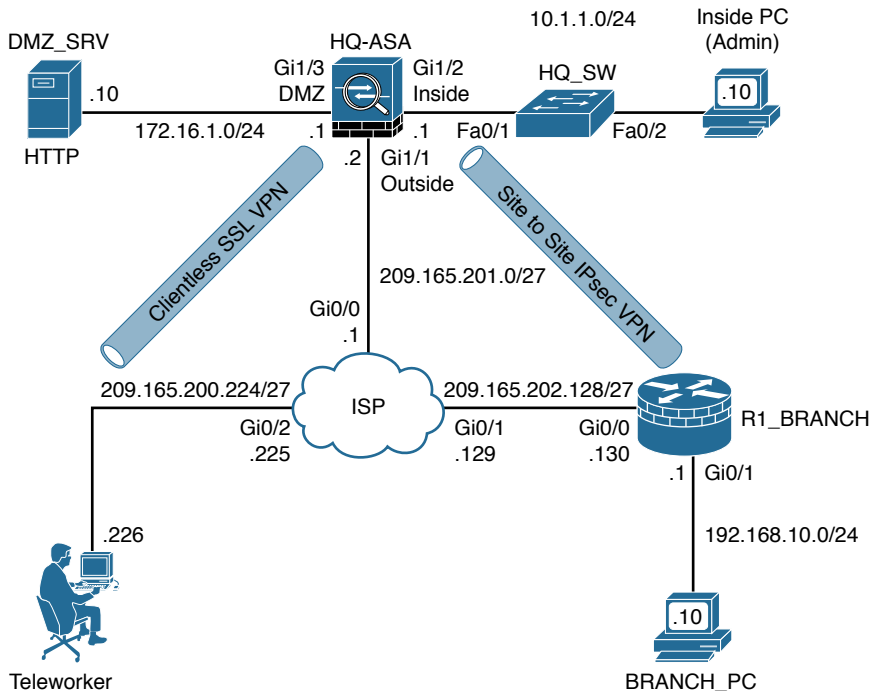 10.1.1.0/24
Inside PC
(Admin)
DMZ_SRV
HQ-ASA
Gi1/3
DMZ
Gi1/2
Inside
HQ_SW
.10
.10
172.16.1.0/24
.1
.1
Fa0/1
Fa0/2
HTTP
.2
Gi1/1
Outside
Clientless SSL VPN
Site to Site IPsec VPN
209.165.201.0/27
Gi0/0
.1
209.165.200.224/27
ISP
209.165.202.128/27
Gi0/2
.225
Gi0/1
.129
Gi0/0
.130
R1_BRANCH
.1
Gi0/1
.226
192.168.10.0/24
.10
Teleworker
BRANCH_PC